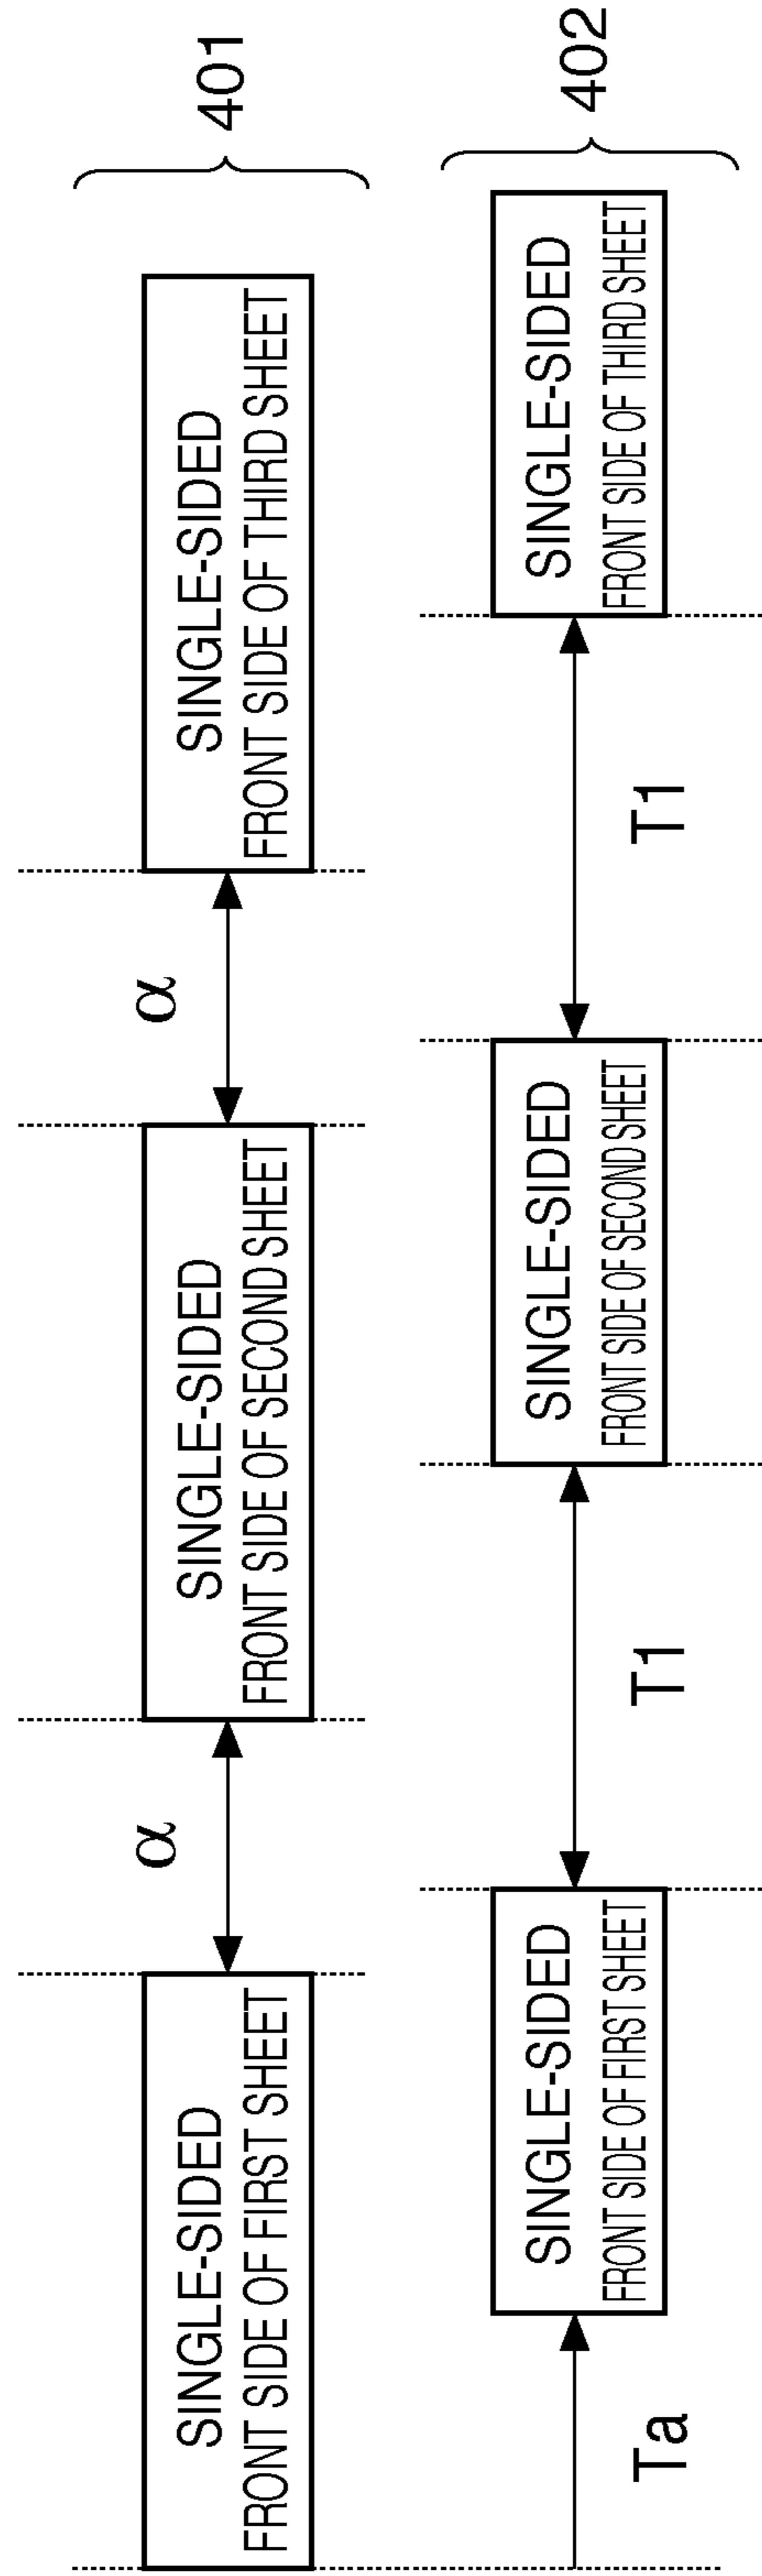 SINGLE-SIDED
FRONT SIDE OF FIRST SHEET
α
SINGLE-SIDED
FRONT SIDE OF SECOND SHEET
α
SINGLE-SIDED
FRONT SIDE OF THIRD SHEET
401
Ta
SINGLE-SIDED
FRONT SIDE OF FIRST SHEET
T1
SINGLE-SIDED
FRONT SIDE OF SECOND SHEET
T1
SINGLE-SIDED
FRONT SIDE OF THIRD SHEET
402